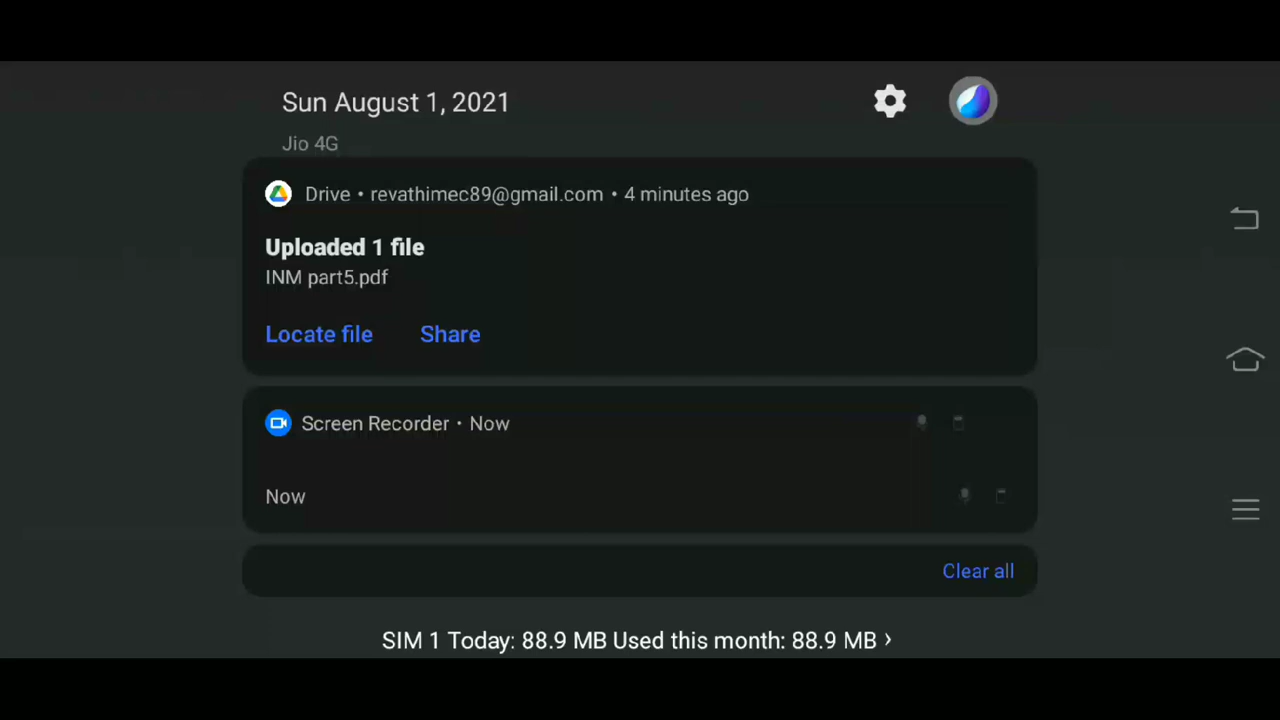 Sun August 1, 2021
Jio 4G
Drive • revathimec89@gmail.com • 4 minutes ago
Uploaded 1 file
INM part5.pdf
Locate file Share
Screen Recorder • Now
Now
Clear all
SIM 1 Today: 88.9 MB Used this month: 88.9 MB ›